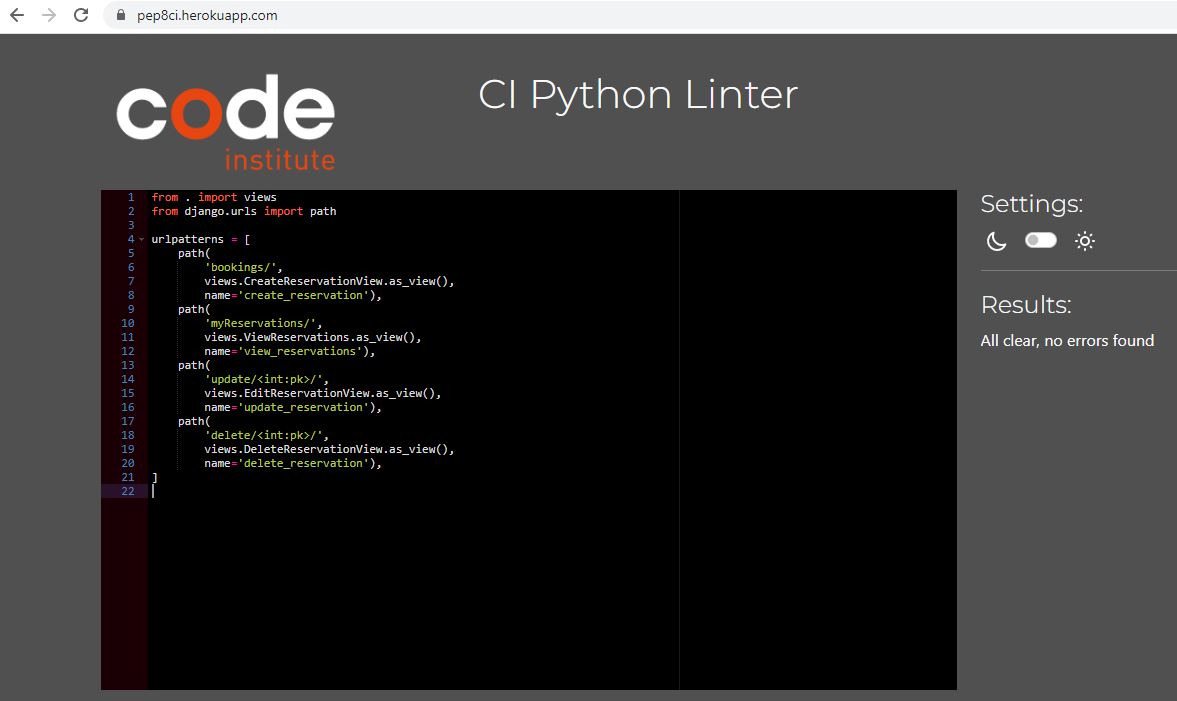 pep8ci.herokuapp.com
code
institute
CI Python Linter
1 from . import views
2 from django.urls import path
3
4 urlpatterns = [
5     path(
6         'bookings/',
7         views.CreateReservationView.as_view(),
8         name='create_reservation'),
9     path(
10         'myReservations/',
11         views.ViewReservations.as_view(),
12         name='view_reservations'),
13     path(
14         'update/<int:pk>/',
15         views.EditReservationView.as_view(),
16         name='update_reservation'),
17     path(
18         'delete/<int:pk>/',
19         views.DeleteReservationView.as_view(),
20         name='delete_reservation'),
21 ]
22
Settings:
Results:
All clear, no errors found